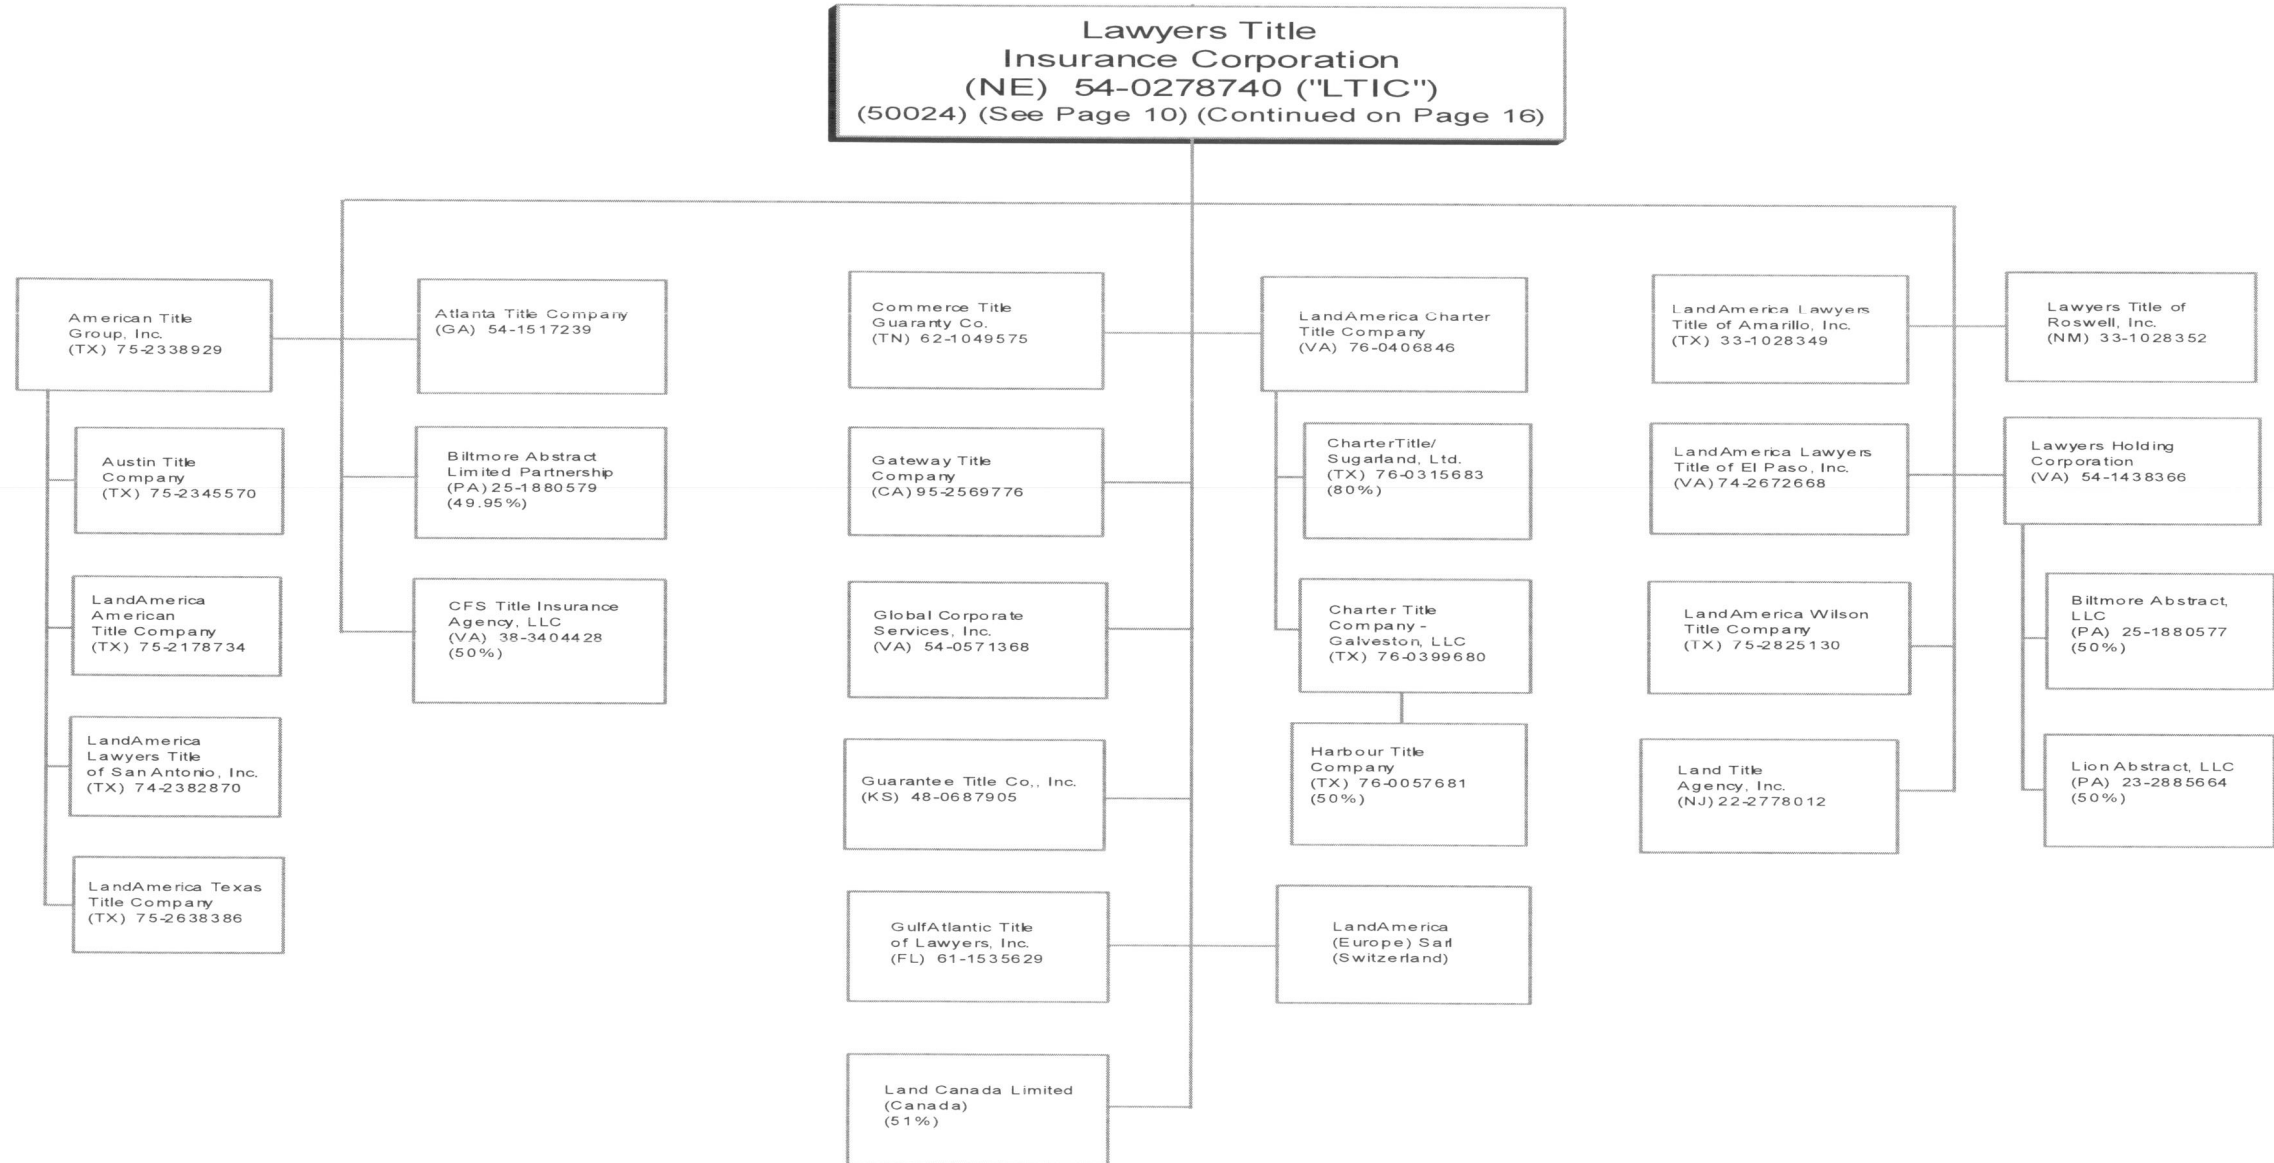 Lawyers Title
Insurance Corporation
(NE) 54-0278740 ("LTIC")
(50024) (See Page 10) (Continued on Page 16)
American Title
Group, Inc.
(TX) 75-2338929
Austin Title
Company
(TX) 75-2345570
LandAmerica
American
Title Company
(TX) 75-2178734
LandAmerica
Lawyers Title
of San Antonio, Inc.
(TX) 74-2382870
LandAmerica Texas
Title Company
(TX) 75-2638386
Atlanta Title Company
(GA) 54-1517239
Biltmore Abstract
Limited Partnership
(PA) 25-1880579
(49.95%)
CFS Title Insurance
Agency, LLC
(VA) 38-3404428
(50%)
Commerce Title
Guaranty Co.
(TN) 62-1049575
Gateway Title
Company
(CA) 95-2569776
Global Corporate
Services, Inc.
(VA) 54-0571368
Guarantee Title Co,, Inc.
(KS) 48-0687905
GulfAtlantic Title
of Lawyers, Inc.
(FL) 61-1535629
Land Canada Limited
(Canada)
(51%)
LandAmerica Charter
Title Company
(VA) 76-0406846
CharterTitle/
Sugarland, Ltd.
(TX) 76-0315683
(80%)
Charter Title
Company -
Galveston, LLC
(TX) 76-0399680
Harbour Title
Company
(TX) 76-0057681
(50%)
LandAmerica
(Europe) Sarl
(Switzerland)
LandAmerica Lawyers
Title of Amarillo, Inc.
(TX) 33-1028349
LandAmerica Lawyers
Title of El Paso, Inc.
(VA) 74-2672668
LandAmerica Wilson
Title Company
(TX) 75-2825130
Land Title
Agency, Inc.
(NJ) 22-2778012
Lawyers Title of
Roswell, Inc.
(NM) 33-1028352
Lawyers Holding
Corporation
(VA) 54-1438366
Biltmore Abstract,
LLC
(PA) 25-1880577
(50%)
Lion Abstract, LLC
(PA) 23-2885664
(50%)